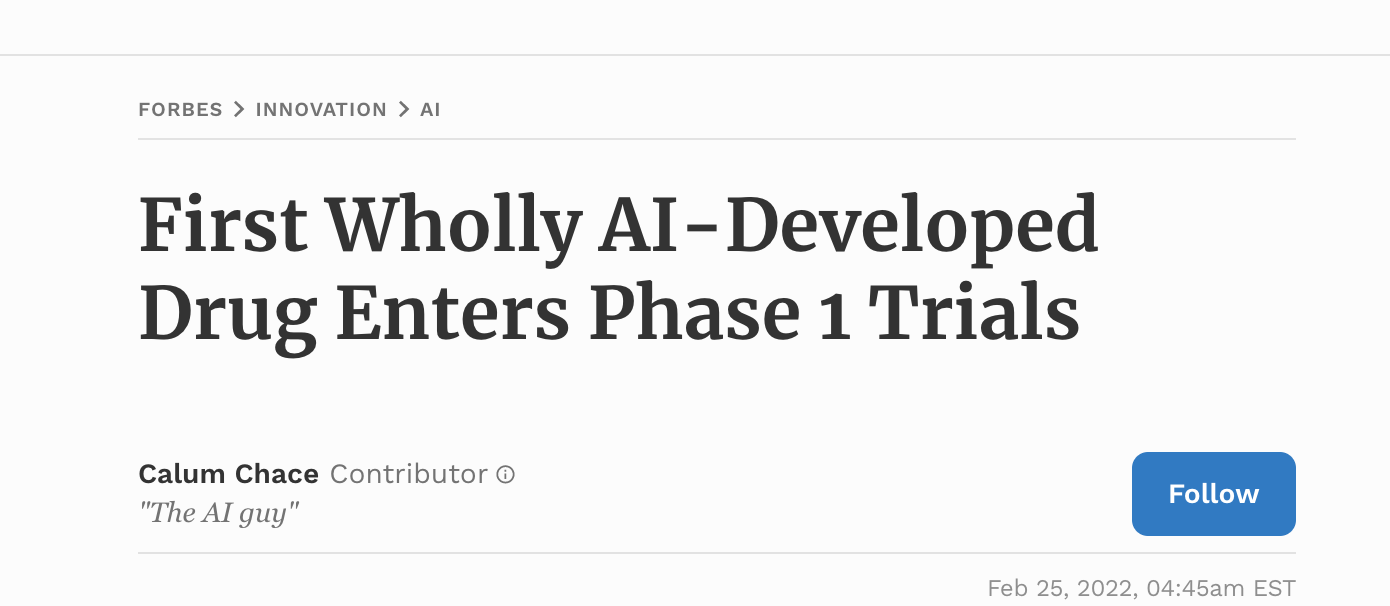 FORBES > INNOVATION > AI
First Wholly AI-Developed
Drug Enters Phase 1 Trials
Calum Chace Contributor
"The AI guy"
Follow
Feb 25, 2022, 04:45am EST